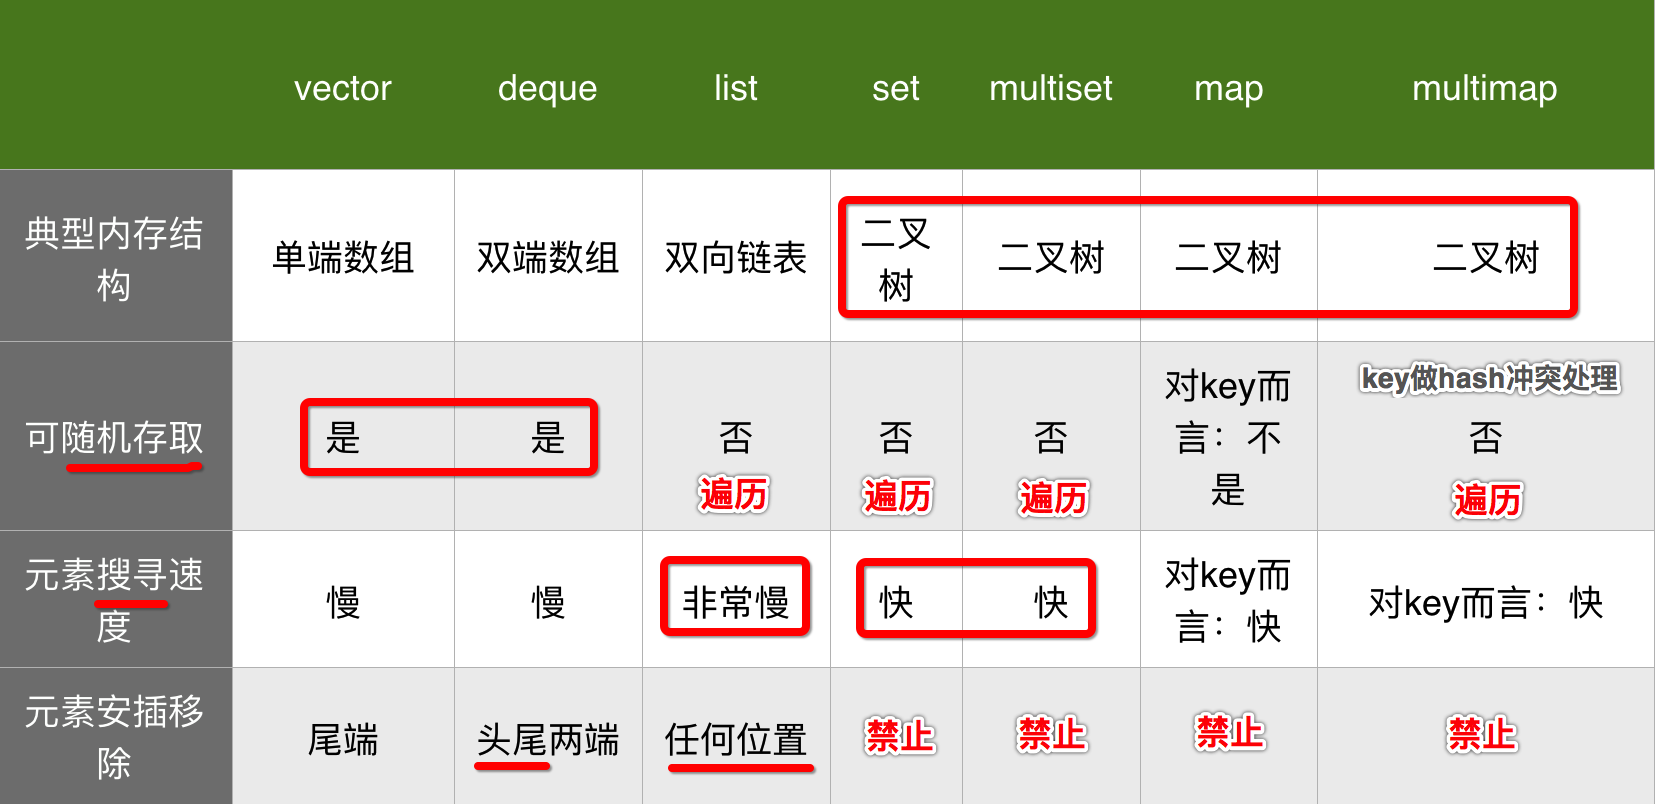 vector deque list set multiset map multimap
典型内存结
构
单端数组 双端数组 双向链表
二叉
树
二叉树 二叉树 二叉树
可随机存取
是 是
否
遍历
否
遍历
否
遍历
对key而
言：不
是
key做hash冲突处理
否
遍历
元素搜寻速
度
慢 慢 非常慢 快 快
对key而
言：快
对key而言：快
元素安插移
除
尾端 头尾两端 任何位置 禁止 禁止 禁止 禁止